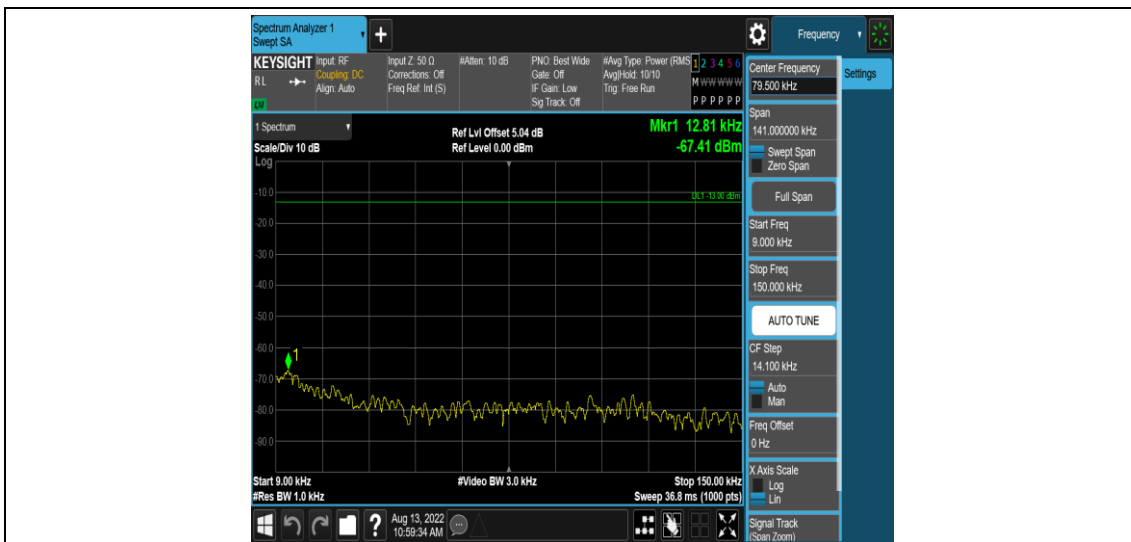 Spectrum Analyzer 1
Swept SA
+
Frequency
KEYSIGHT
RL
LXI
Input: RF
Coupling: DC
Align: Auto
Input Z: 50 Ω
Corrections: Off
Freq Ref: Int (S)
#Atten: 10 dB
PNO: Best Wide
Gate: Off
IF Gain: Low
Sig Track: Off
#Avg Type: Power (RMS
Avg|Hold: 10/10
Trig: Free Run
1 2 3 4 5 6
M W W W W W
P P P P P P
1 Spectrum
Scale/Div 10 dB
Log
Ref Lvl Offset 5.04 dB
Ref Level 0.00 dBm
Mkr1 12.81 kHz
-67.41 dBm
DL1 -13.00 dBm
-10.0
-20.0
-30.0
-40.0
-50.0
-60.0
1
-70.0
-80.0
-90.0
Start 9.00 kHz
#Res BW 1.0 kHz
#Video BW 3.0 kHz
Stop 150.00 kHz
Sweep 36.8 ms (1000 pts)
?
Aug 13, 2022
10:59:34 AM
Center Frequency
79.500 kHz
Settings
Span
141.000000 kHz
Swept Span
Zero Span
Full Span
Start Freq
9.000 kHz
Stop Freq
150.000 kHz
AUTO TUNE
CF Step
14.100 kHz
Auto
Man
Freq Offset
0 Hz
X Axis Scale
Log
Lin
Signal Track
(Span Zoom)